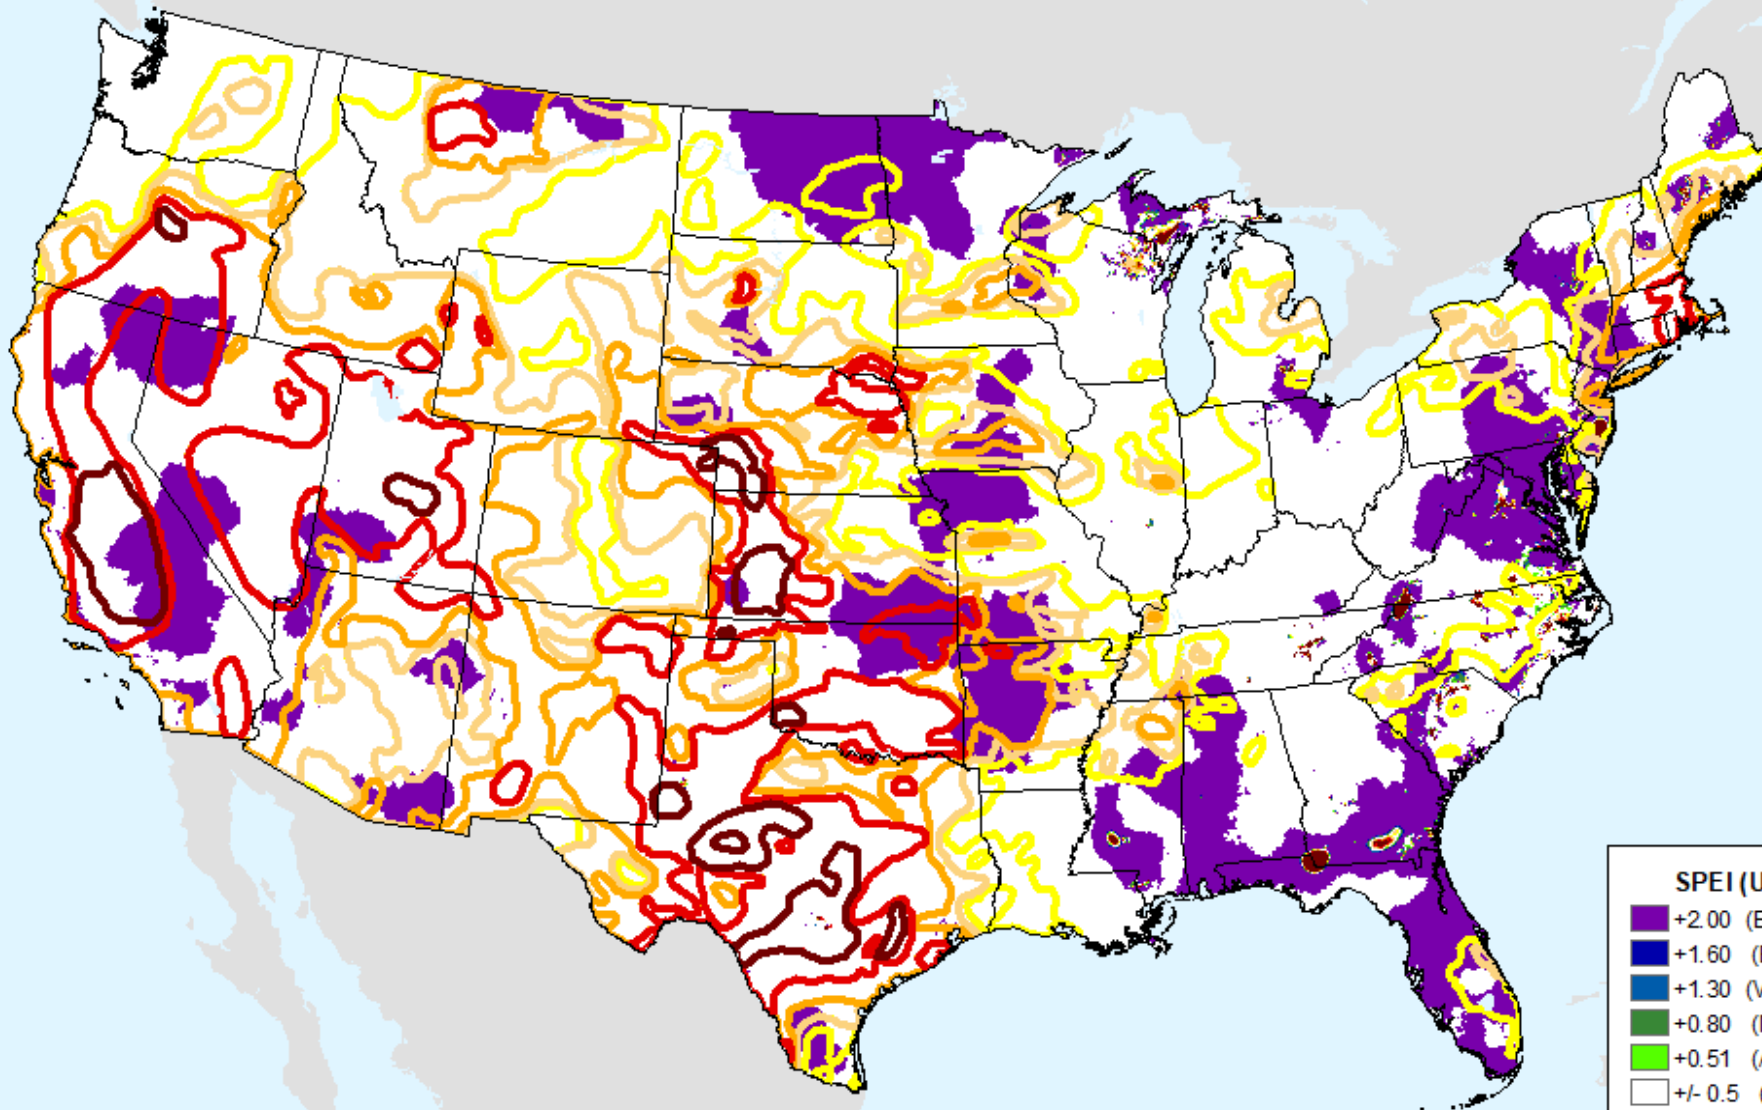 SPEI (U
+2.00 (E
+1.60 (
+1.30 (V
+0.80 (
+0.51 (
+/- 0.5 (